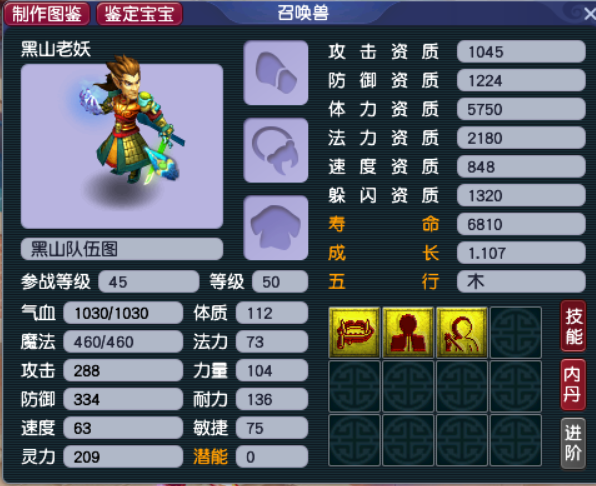 制作图鉴 鉴定宝宝 召唤兽
黑山老妖
黑山队伍图
参战等级 45 等级 50
气血 1030/1030 体质 112
魔法 460/460 法力 73
攻击 288 力量 104
防御 334 耐力 136
速度 63 敏捷 75
灵力 209 潜能 0
攻击资质 1045
防御资质 1224
体力资质 5750
法力资质 2180
速度资质 848
躲闪资质 1320
寿命 6810
成长 1.107
五行 木
技能
内丹
进阶